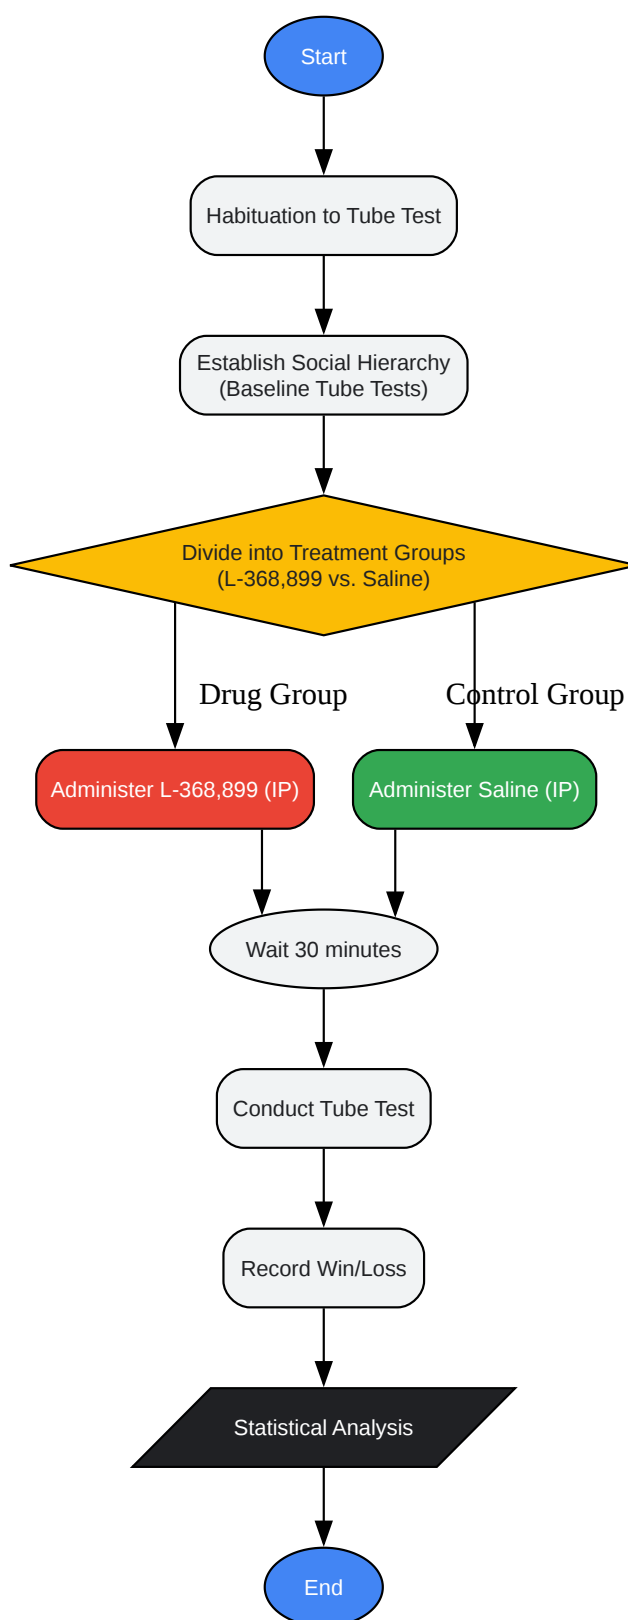 Start
Habituation to Tube Test
Establish Social Hierarchy
(Baseline Tube Tests)
Divide into Treatment Groups
(L-368,899 vs. Saline)
Drug Group
Control Group
Administer L-368,899 (IP)
Administer Saline (IP)
Wait 30 minutes
Conduct Tube Test
Record Win/Loss
Statistical Analysis
End